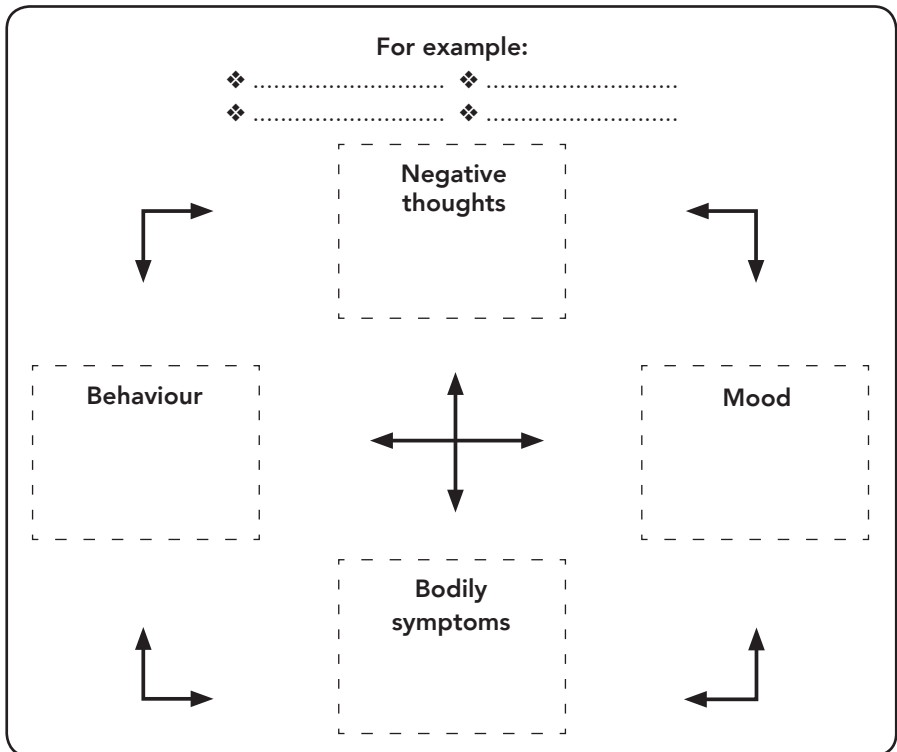 For example:
❖ ............................ ❖ ............................
❖ ............................ ❖ ............................
Negative
thoughts
Behaviour
Mood
Bodily
symptoms